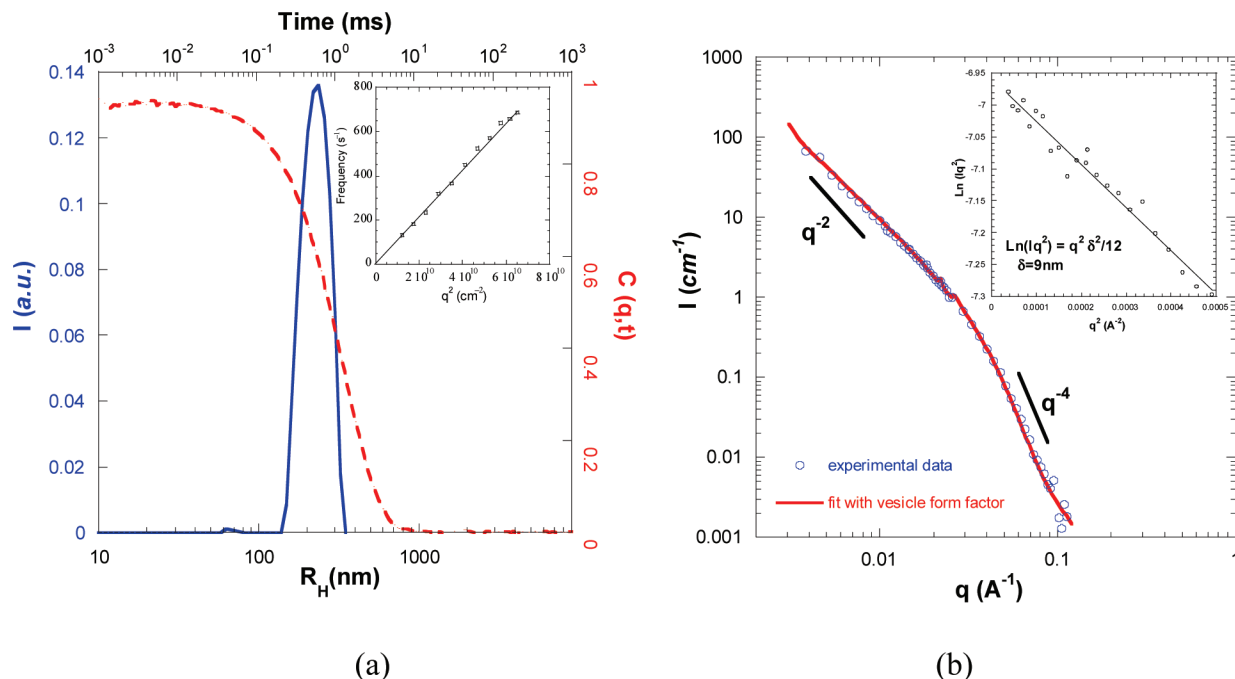 Time (ms)
10⁻³ 10⁻² 10⁻¹ 10⁰ 10¹ 10² 10³
0.14
0.12
0.1
0.08
0.06
0.04
0.02
0
I (a.u.)
1
0.8
0.6
0.4
0.2
0
C (q,t)
10 100 1000
R_H(nm)
800
600
400
200
0
Frequency (s⁻¹)
0 2 10¹⁰ 4 10¹⁰ 6 10¹⁰ 8 10¹⁰
q² (cm⁻²)
(a)
1000
100
10
1
0.1
0.01
0.001
I (cm⁻¹)
q⁻²
q⁻⁴
experimental data
fit with vesicle form factor
0.01 0.1 1
q (A⁻¹)
-6.95
-7
-7.05
-7.1
-7.15
-7.2
-7.25
-7.3
Ln (Iq²)
Ln(Iq²) = q² δ²/12
δ=9nm
0.0001 0.0002 0.0003 0.0004 0.0005
q² (A⁻²)
(b)